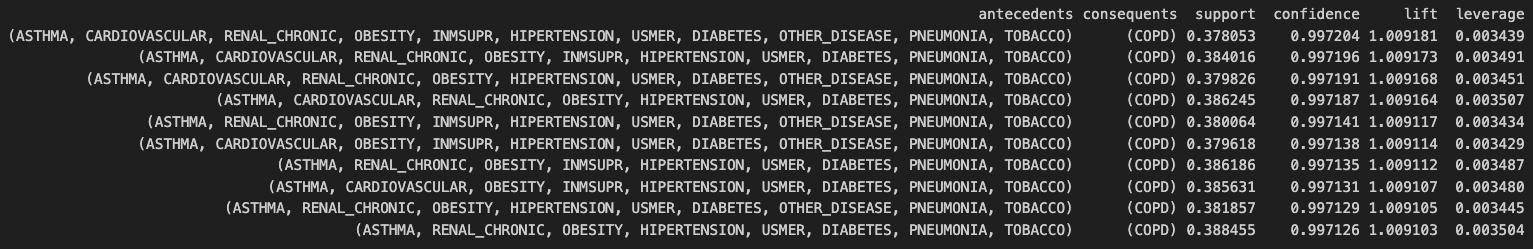 antecedents consequents support confidence lift leverage
(ASTHMA, CARDIOVASCULAR, RENAL_CHRONIC, OBESITY, INMSUPR, HIPERTENSION, USMER, DIABETES, OTHER_DISEASE, PNEUMONIA, TOBACCO) (COPD) 0.378053 0.997204 1.009181 0.003439
(ASTHMA, CARDIOVASCULAR, RENAL_CHRONIC, OBESITY, INMSUPR, HIPERTENSION, USMER, DIABETES, PNEUMONIA, TOBACCO) (COPD) 0.384016 0.997196 1.009173 0.003491
(ASTHMA, CARDIOVASCULAR, RENAL_CHRONIC, OBESITY, HIPERTENSION, USMER, DIABETES, OTHER_DISEASE, PNEUMONIA, TOBACCO) (COPD) 0.379826 0.997191 1.009168 0.003451
(ASTHMA, CARDIOVASCULAR, RENAL_CHRONIC, OBESITY, HIPERTENSION, USMER, DIABETES, PNEUMONIA, TOBACCO) (COPD) 0.386245 0.997187 1.009164 0.003507
(ASTHMA, RENAL_CHRONIC, OBESITY, INMSUPR, HIPERTENSION, USMER, DIABETES, OTHER_DISEASE, PNEUMONIA, TOBACCO) (COPD) 0.380064 0.997141 1.009117 0.003434
(ASTHMA, CARDIOVASCULAR, OBESITY, INMSUPR, HIPERTENSION, USMER, DIABETES, OTHER_DISEASE, PNEUMONIA, TOBACCO) (COPD) 0.379618 0.997138 1.009114 0.003429
(ASTHMA, RENAL_CHRONIC, OBESITY, INMSUPR, HIPERTENSION, USMER, DIABETES, PNEUMONIA, TOBACCO) (COPD) 0.386186 0.997135 1.009112 0.003487
(ASTHMA, CARDIOVASCULAR, OBESITY, INMSUPR, HIPERTENSION, USMER, DIABETES, PNEUMONIA, TOBACCO) (COPD) 0.385631 0.997131 1.009107 0.003480
(ASTHMA, RENAL_CHRONIC, OBESITY, HIPERTENSION, USMER, DIABETES, OTHER_DISEASE, PNEUMONIA, TOBACCO) (COPD) 0.381857 0.997129 1.009105 0.003445
(ASTHMA, RENAL_CHRONIC, OBESITY, HIPERTENSION, USMER, DIABETES, PNEUMONIA, TOBACCO) (COPD) 0.388455 0.997126 1.009103 0.003504